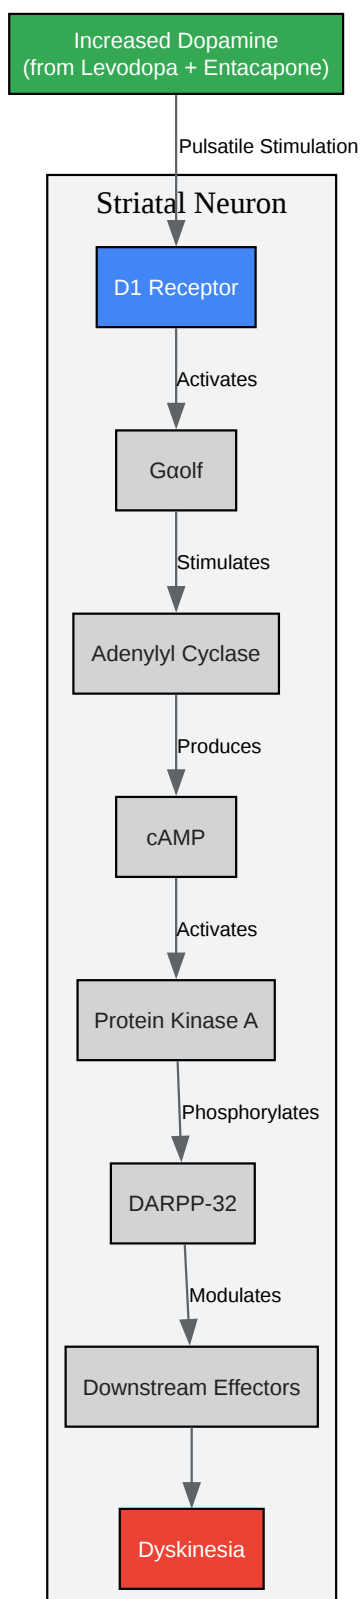 Increased Dopamine
(from Levodopa + Entacapone)
Pulsatile Stimulation
Striatal Neuron
D1 Receptor
Activates
Gαolf
Stimulates
Adenylyl Cyclase
Produces
cAMP
Activates
Protein Kinase A
Phosphorylates
DARPP-32
Modulates
Downstream Effectors
Dyskinesia